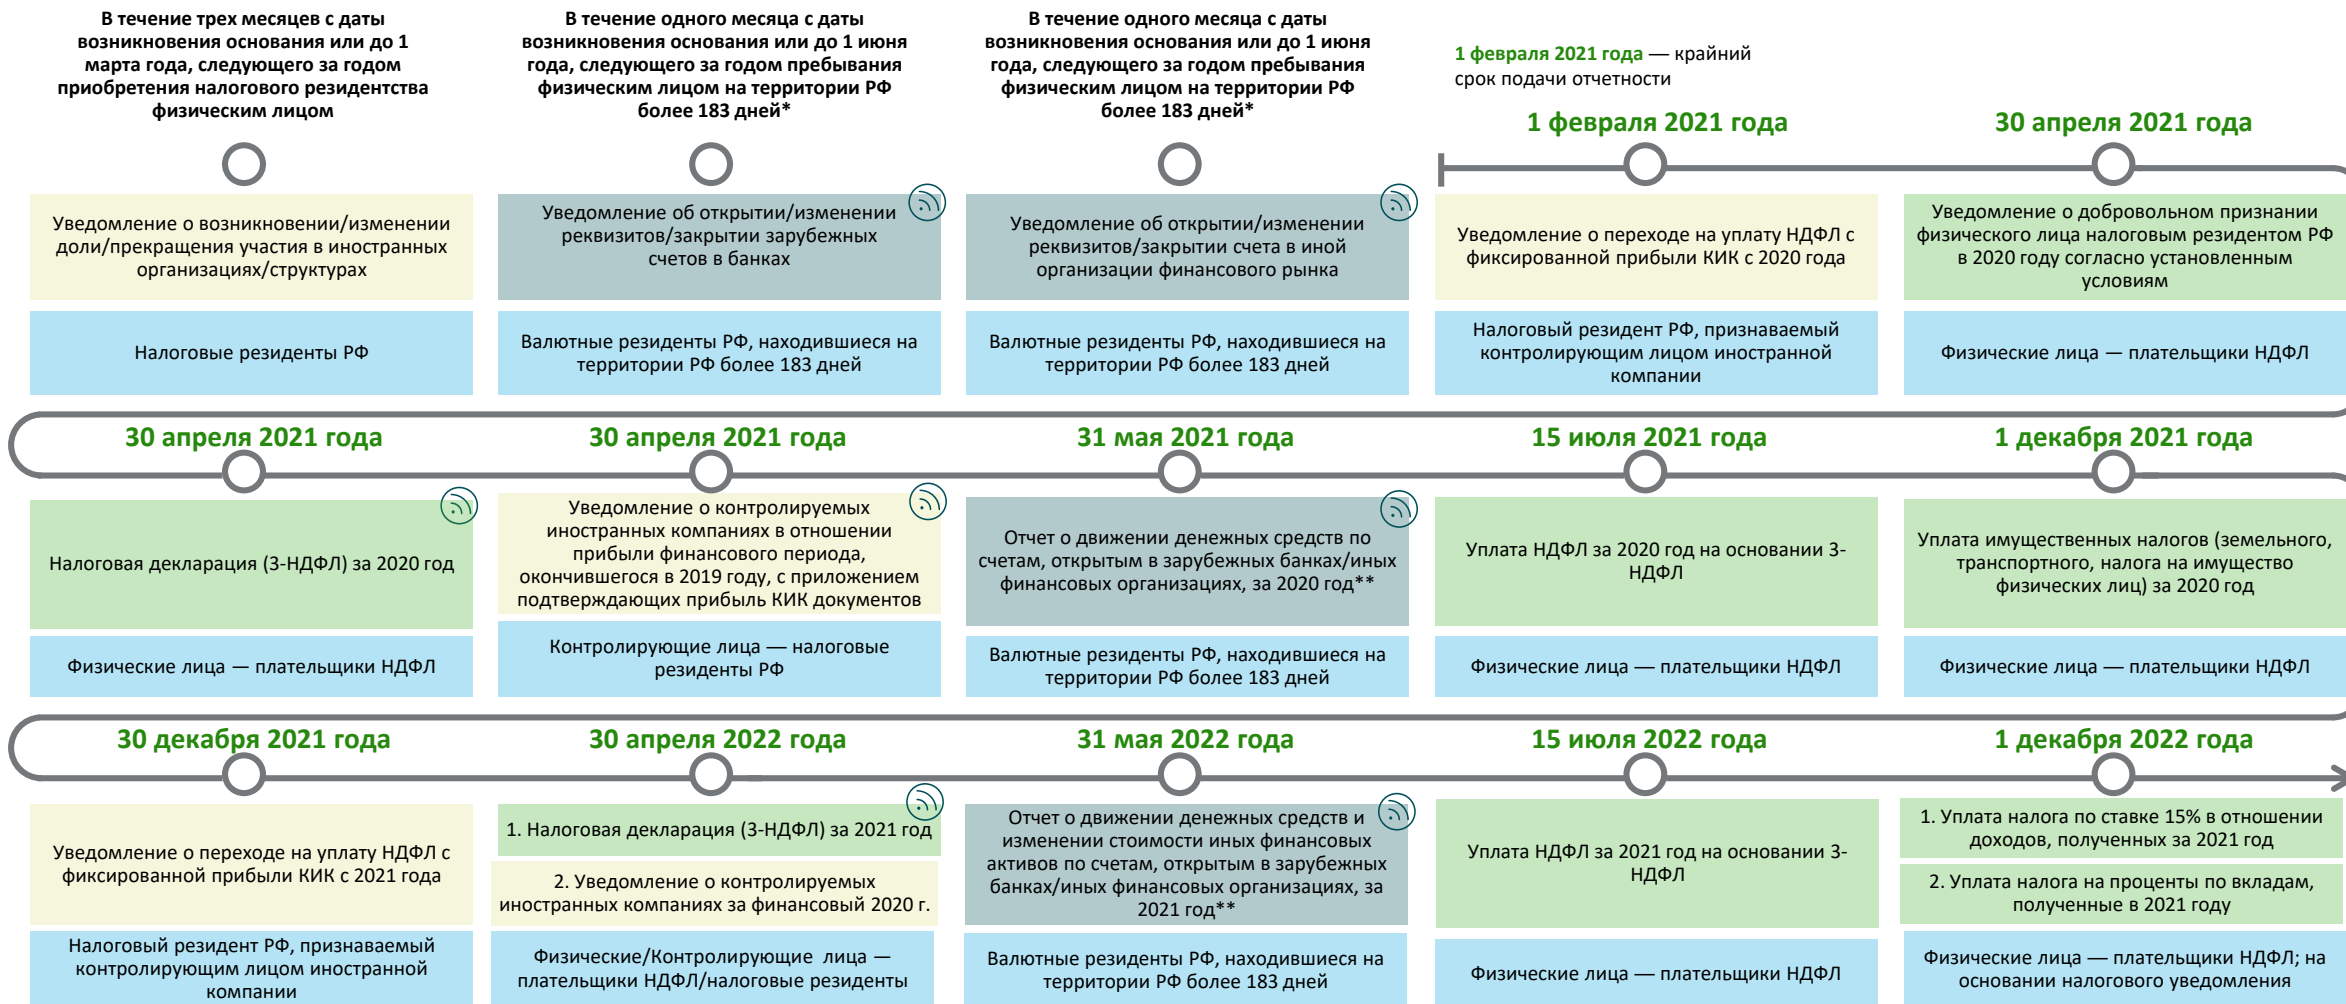 В течение трех месяцев с даты
возникновения основания или до 1
марта года, следующего за годом
приобретения налогового резидентства
физическим лицом
В течение одного месяца с даты
возникновения основания или до 1 июня
года, следующего за годом пребывания
физическим лицом на территории РФ
более 183 дней*
В течение одного месяца с даты
возникновения основания или до 1 июня
года, следующего за годом пребывания
физическим лицом на территории РФ
более 183 дней*
1 февраля 2021 года — крайний
срок подачи отчетности
1 февраля 2021 года
30 апреля 2021 года
Уведомление о возникновении/изменении
доли/прекращения участия в иностранных
организациях/структурах
Уведомление об открытии/изменении
реквизитов/закрытии зарубежных
счетов в банках
Уведомление об открытии/изменении
реквизитов/закрытии счета в иной
организации финансового рынка
Уведомление о переходе на уплату НДФЛ с
фиксированной прибыли КИК с 2020 года
Уведомление о добровольном признании
физического лица налоговым резидентом РФ
в 2020 году согласно установленным
условиям
Налоговые резиденты РФ
Валютные резиденты РФ, находившиеся на
территории РФ более 183 дней
Валютные резиденты РФ, находившиеся на
территории РФ более 183 дней
Налоговый резидент РФ, признаваемый
контролирующим лицом иностранной
компании
Физические лица — плательщики НДФЛ
30 апреля 2021 года
30 апреля 2021 года
31 мая 2021 года
15 июля 2021 года
1 декабря 2021 года
Налоговая декларация (3-НДФЛ) за 2020 год
Уведомление о контролируемых
иностранных компаниях в отношении
прибыли финансового периода,
окончившегося в 2019 году, с приложением
подтверждающих прибыль КИК документов
Отчет о движении денежных средств по
счетам, открытым в зарубежных банках/иных
финансовых организациях, за 2020 год**
Уплата НДФЛ за 2020 год на основании 3-
НДФЛ
Уплата имущественных налогов (земельного,
транспортного, налога на имущество
физических лиц) за 2020 год
Физические лица — плательщики НДФЛ
Контролирующие лица — налоговые
резиденты РФ
Валютные резиденты РФ, находившиеся на
территории РФ более 183 дней
Физические лица — плательщики НДФЛ
Физические лица — плательщики НДФЛ
30 декабря 2021 года
30 апреля 2022 года
31 мая 2022 года
15 июля 2022 года
1 декабря 2022 года
Уведомление о переходе на уплату НДФЛ с
фиксированной прибыли КИК с 2021 года
1. Налоговая декларация (3-НДФЛ) за 2021 год
2. Уведомление о контролируемых
иностранных компаниях за финансовый 2020 г.
Отчет о движении денежных средств и
изменении стоимости иных финансовых
активов по счетам, открытым в зарубежных
банках/иных финансовых организациях, за
2021 год**
Уплата НДФЛ за 2021 год на основании 3-
НДФЛ
1. Уплата налога по ставке 15% в отношении
доходов, полученных за 2021 год
2. Уплата налога на проценты по вкладам,
полученные в 2021 году
Налоговый резидент РФ, признаваемый
контролирующим лицом иностранной
компании
Физические/Контролирующие лица —
плательщики НДФЛ/налоговые резиденты
Валютные резиденты РФ, находившиеся на
территории РФ более 183 дней
Физические лица — плательщики НДФЛ
Физические лица — плательщики НДФЛ; на
основании налогового уведомления